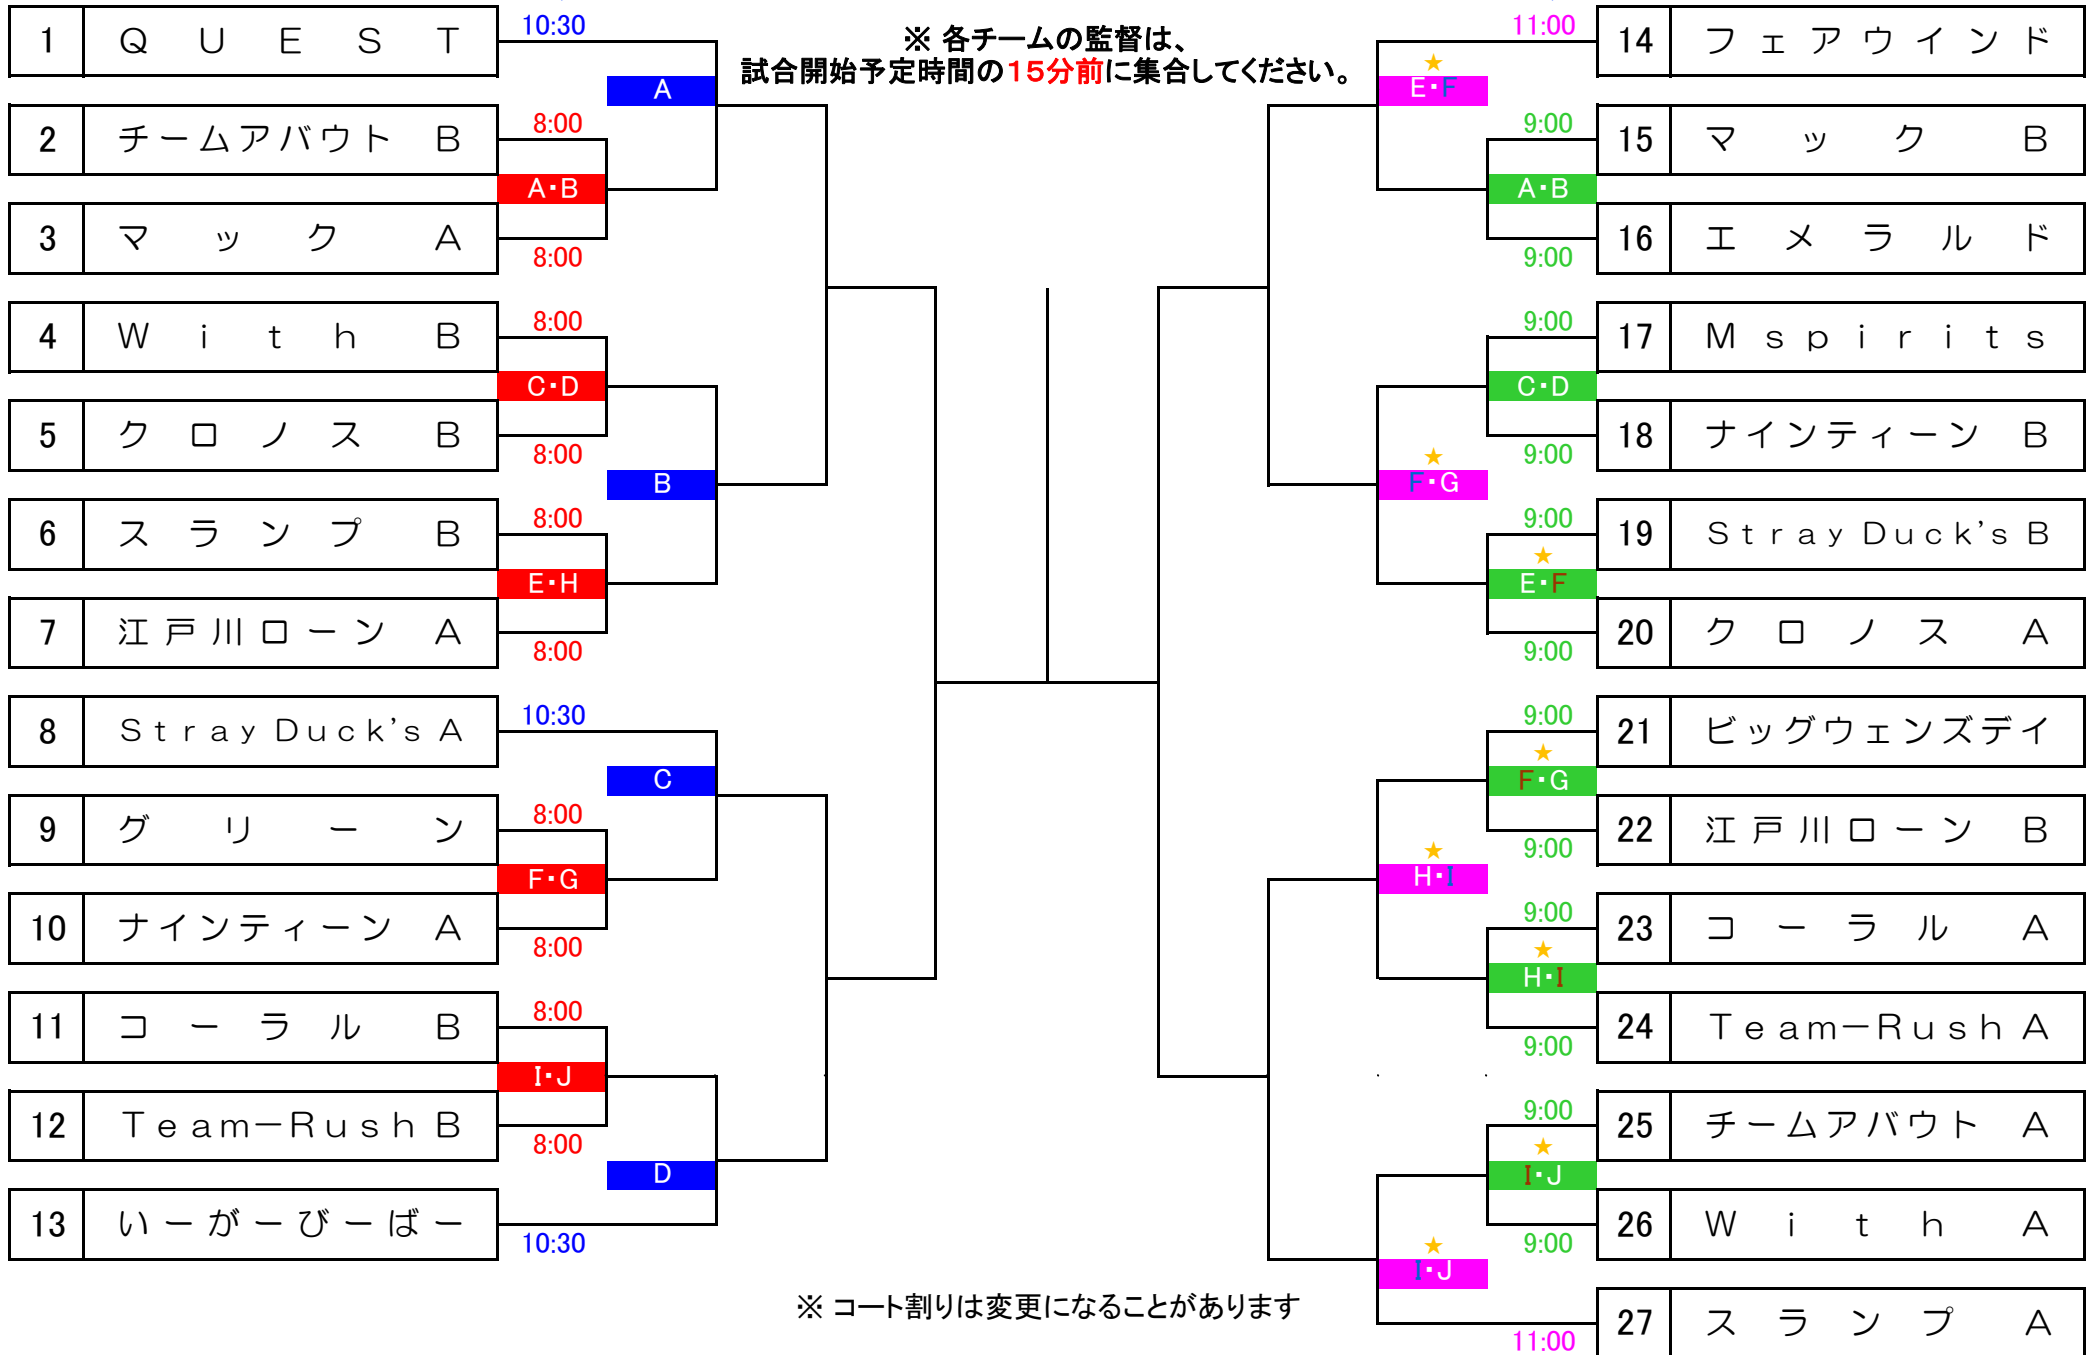 ※ 各チームの監督は、
試合開始予定時間の15分前に集合してください。
1 QUEST
10:30
A
2 チームアバウト B
8:00
A・B
3 マック A
8:00
4 With B
8:00
C・D
5 クロノス B
8:00
B
6 スランプ B
8:00
E・H
7 江戸川ローン A
8:00
8 Stray Duck's A
10:30
C
9 グリーン
8:00
F・G
10 ナインティーン A
8:00
11 コーラル B
8:00
I・J
12 Team－Rush B
8:00
D
13 いーがーびーばー
10:30
11:00
14 フェアウインド
★
E・F
9:00
15 マック B
A・B
9:00
16 エメラルド
9:00
17 Mspirits
C・D
9:00
18 ナインティーン B
★
F・G
9:00
19 Stray Duck's B
★
E・F
9:00
20 クロノス A
9:00
21 ビッグウェンズデイ
★
F・G
9:00
22 江戸川ローン B
★
H・I
9:00
23 コーラル A
★
H・I
9:00
24 Team－Rush A
9:00
25 チームアバウト A
★
I・J
9:00
26 With A
★
I・J
11:00
27 スランプ A
※ コート割りは変更になることがあります